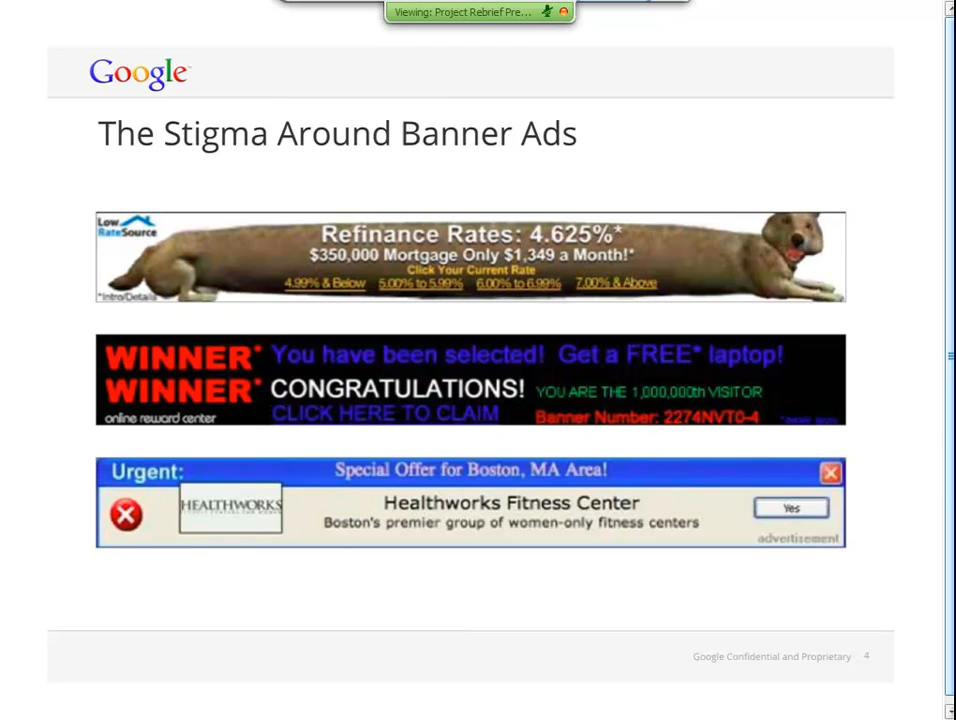 Viewing: Project Rebrief Pre...
Google
The Stigma Around Banner Ads
Low
RateSource
Refinance Rates: 4.625%*
$350,000 Mortgage Only $1,349 a Month!*
Click Your Current Rate
4.99% & Below 5.00% to 5.99% 6.00% to 6.99% 7.00% & Above
*Intro/Details
WINNER* You have been selected! Get a FREE* laptop!
WINNER* CONGRATULATIONS! YOU ARE THE 1,000,000th VISITOR
online reward center CLICK HERE TO CLAIM Banner Number: 2274NVT0-4
Urgent: Special Offer for Boston, MA Area!
HEALTHWORKS
Healthworks Fitness Center
Boston's premier group of women-only fitness centers
Yes
advertisement
Google Confidential and Proprietary 4